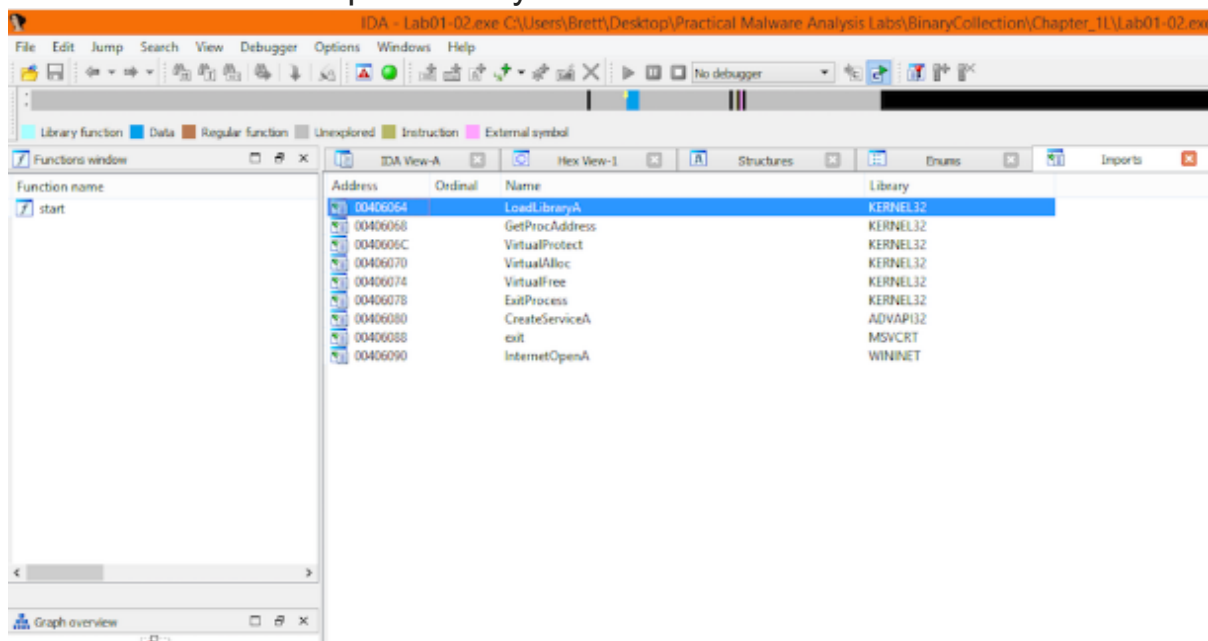 IDA - Lab01-02.exe C:\Users\Brett\Desktop\Practical Malware Analysis Labs\BinaryCollection\Chapter_1L\Lab01-02.exe
File Edit Jump Search View Debugger Options Windows Help
No debugger
Library function Data Regular function Unexplored Instruction External symbol
Functions window IDA View-A Hex View-1 Structures Enums Imports
Function name Address Ordinal Name Library
start 00406064 LoadLibraryA KERNEL32
00406068 GetProcAddress KERNEL32
0040606C VirtualProtect KERNEL32
00406070 VirtualAlloc KERNEL32
00406074 VirtualFree KERNEL32
00406078 ExitProcess KERNEL32
00406080 CreateServiceA ADVAPI32
00406088 exit MSVCRT
00406090 InternetOpenA WININET
Graph overview